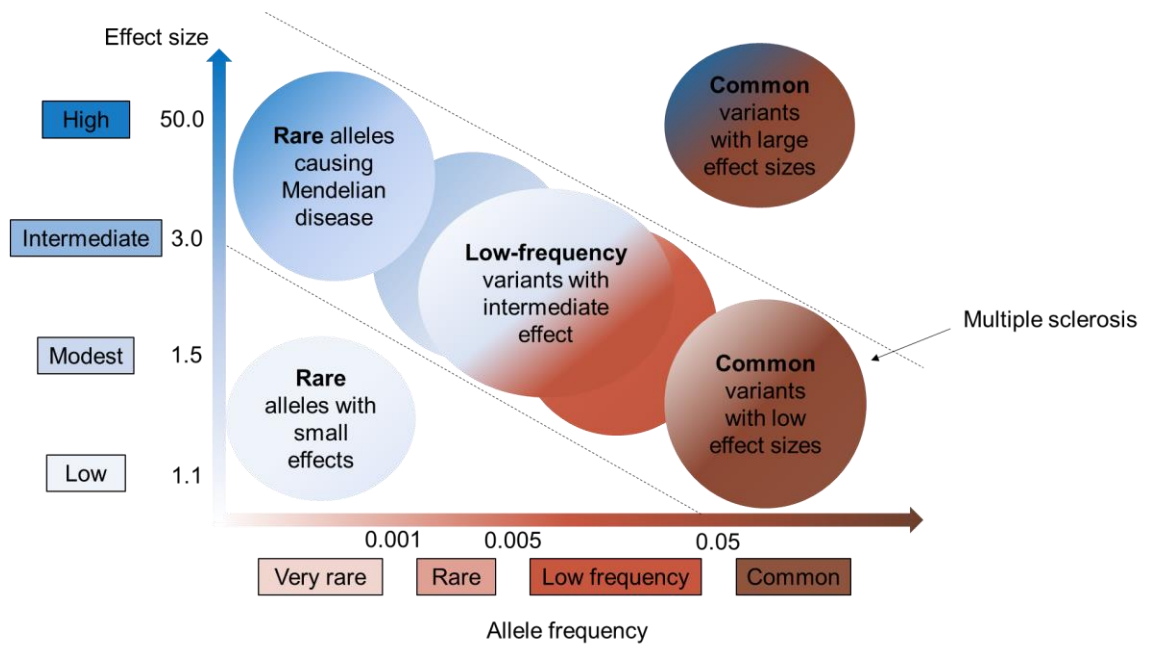 Effect size
High
50.0
Intermediate
3.0
Modest
1.5
Low
1.1
Rare alleles
causing
Mendelian
disease
Common
variants
with large
effect sizes
Low-frequency
variants with
intermediate
effect
Rare
alleles with
small
effects
Common
variants
with low
effect sizes
Multiple sclerosis
0.001
0.005
0.05
Very rare
Rare
Low frequency
Common
Allele frequency